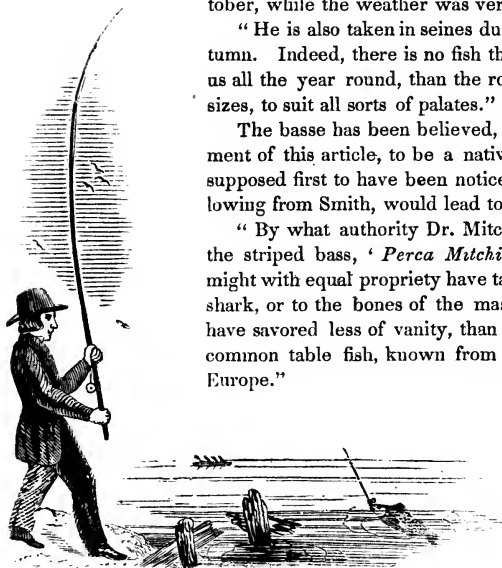 tober, while the weather was ver
“ He is also taken in seines du
tumn. Indeed, there is no fish th
us all the year round, than the ro
sizes, to suit all sorts of palates.”
The basse has been believed,
ment of this article, to be a nativ
supposed first to have been notice
lowing from Smith, would lead to
“ By what authority Dr. Mitc
the striped bass, ‘ Perca Mitchi
might with equal propriety have ta
shark, or to the bones of the mas
have savored less of vanity, than
common table fish, known from
Europe.”